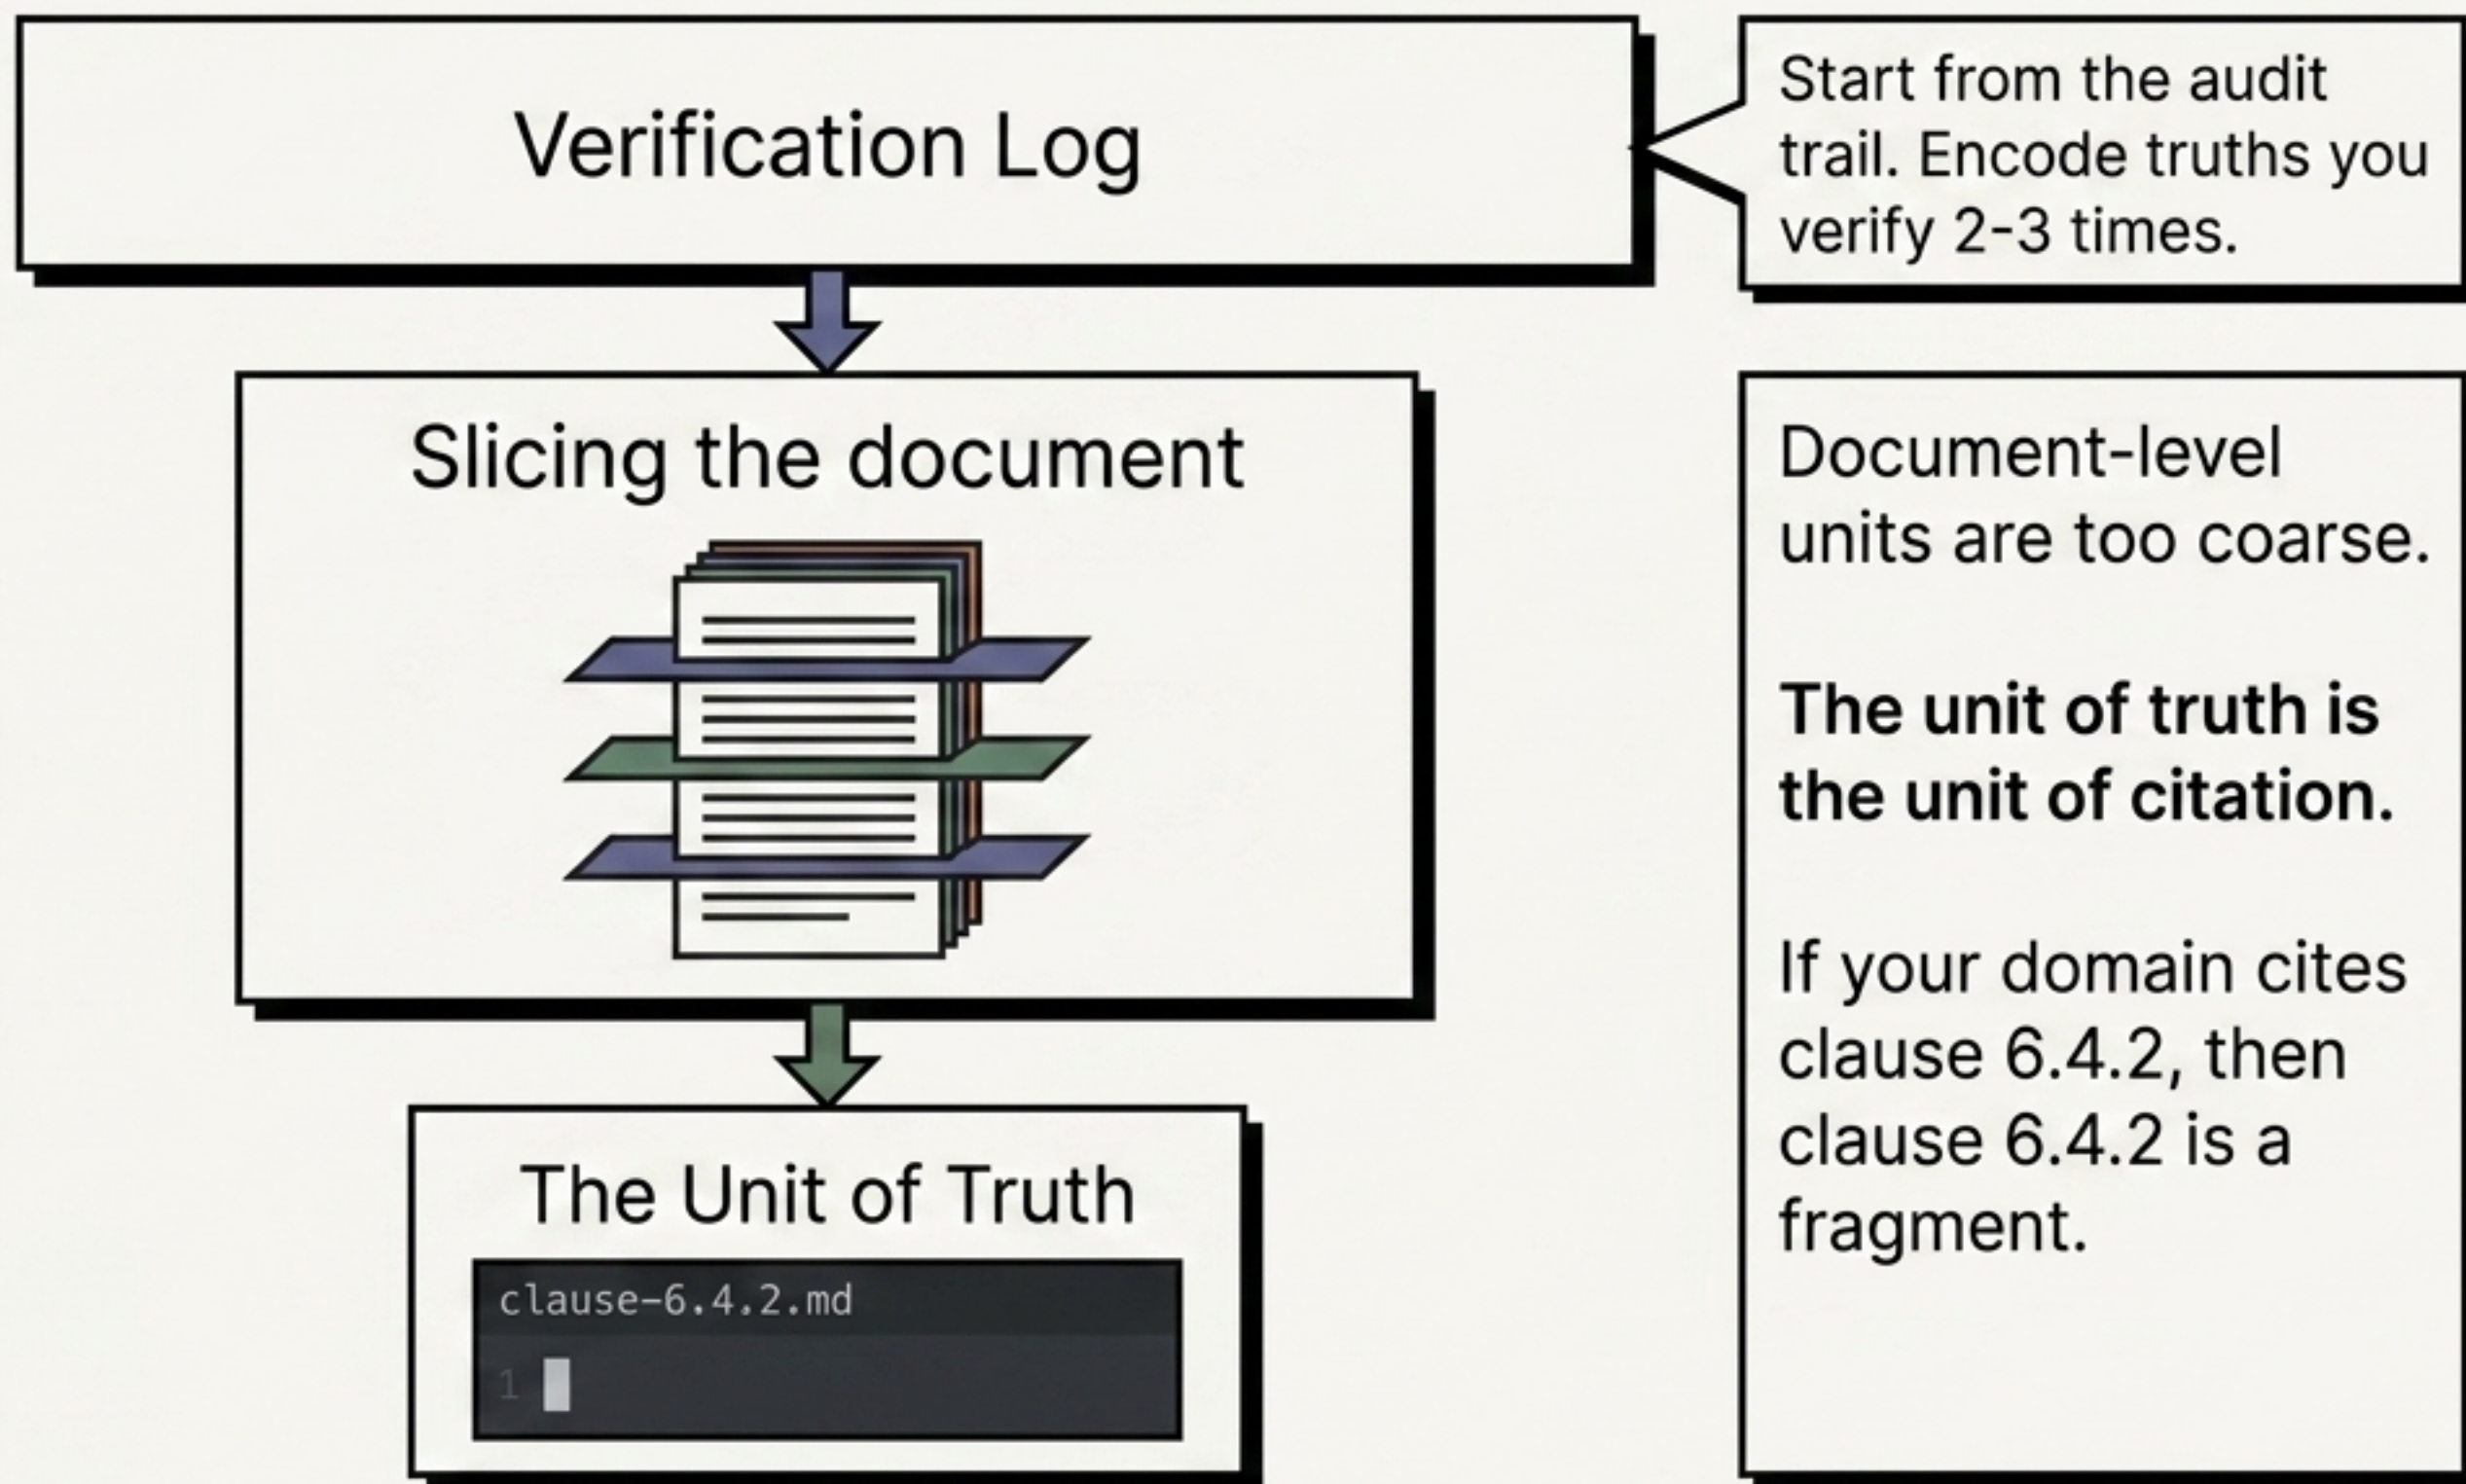 Verification Log
Start from the audit
trail. Encode truths you
verify 2-3 times.
Slicing the document
Document-level
units are too coarse.
The unit of truth is
the unit of citation.
If your domain cites
clause 6.4.2, then
clause 6.4.2 is a
fragment.
The Unit of Truth
clause-6.4.2.md
1